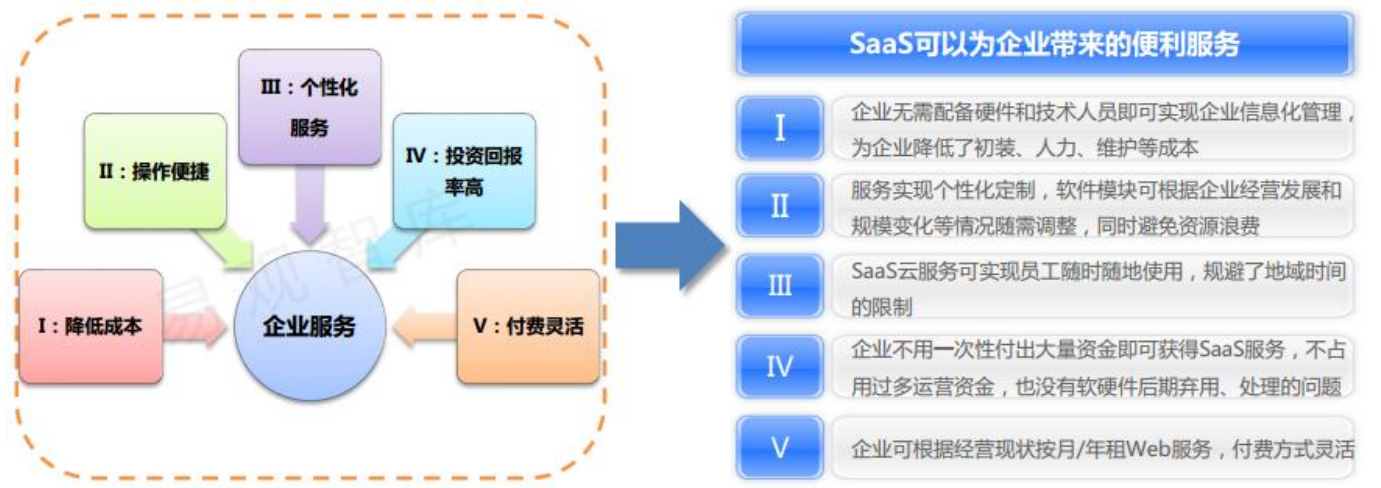 III：个性化
服务
II：操作便捷
IV：投资回报
率高
I：降低成本
企业服务
V：付费灵活
易观智库
SaaS可以为企业带来的便利服务
I
企业无需配备硬件和技术人员即可实现企业信息化管理，
为企业降低了初装、人力、维护等成本
II
服务实现个性化定制，软件模块可根据企业经营发展和
规模变化等情况随需调整，同时避免资源浪费
III
SaaS云服务可实现员工随时随地使用，规避了地域时间
的限制
IV
企业不用一次性付出大量资金即可获得SaaS服务，不占
用过多运营资金，也没有软硬件后期弃用、处理的问题
V
企业可根据经营现状按月/年租Web服务，付费方式灵活